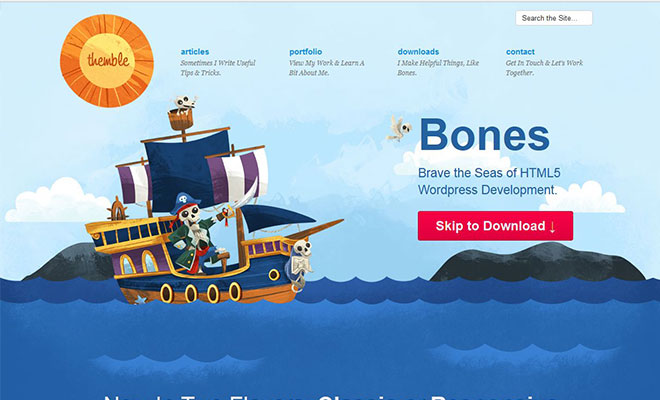 Search the Site...
themble
articles
Sometimes I Write Useful
Tips & Tricks.
portfolio
View My Work & Learn A
Bit About Me.
downloads
I Make Helpful Things, Like
Bones.
contact
Get In Touch & Let's Work
Together.
Bones
Brave the Seas of HTML5
Wordpress Development.
Skip to Download ↓